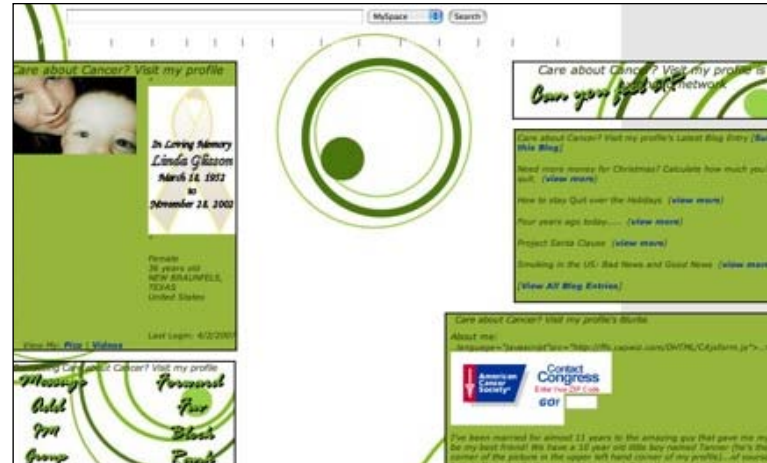 MySpace Search
| | | | | | | | | | | |
Care about Cancer? Visit my profile
In Loving Memory
Linda Glisson
March 18, 1952
to
November 28, 2002
Female
36 years old
NEW BRAUNFELS,
TEXAS
United States
Last Login: 4/2/2007
View My: Pics | Videos
Care about Cancer? Visit my profile
Message Forward
Add Fav
IM Block
Group Rank
Care about Cancer? Visit my profile is
network
Can you feel it
Care about Cancer? Visit my profile's Latest Blog Entry
this Blog]
Need more money for Christmas? Calculate how much you
quit. (view more)
How to stay Quit over the Holidays (view more)
Four years ago today..... (view more)
Project Santa Clause (view more)
Smoking in the US: Bad News and Good News (view more
[View All Blog Entries]
Care about Cancer? Visit my profile's Blurbs
About me:
American
Cancer
Society
Contact
Congress
Enter Your ZIP Code
GO!
I've been married for almost 11 years to the amazing guy that gave me my
be my best friend! We have a 10 year old little boy named Tanner (he's the
corner of the picture in the upper left hand corner of my profile)...of course